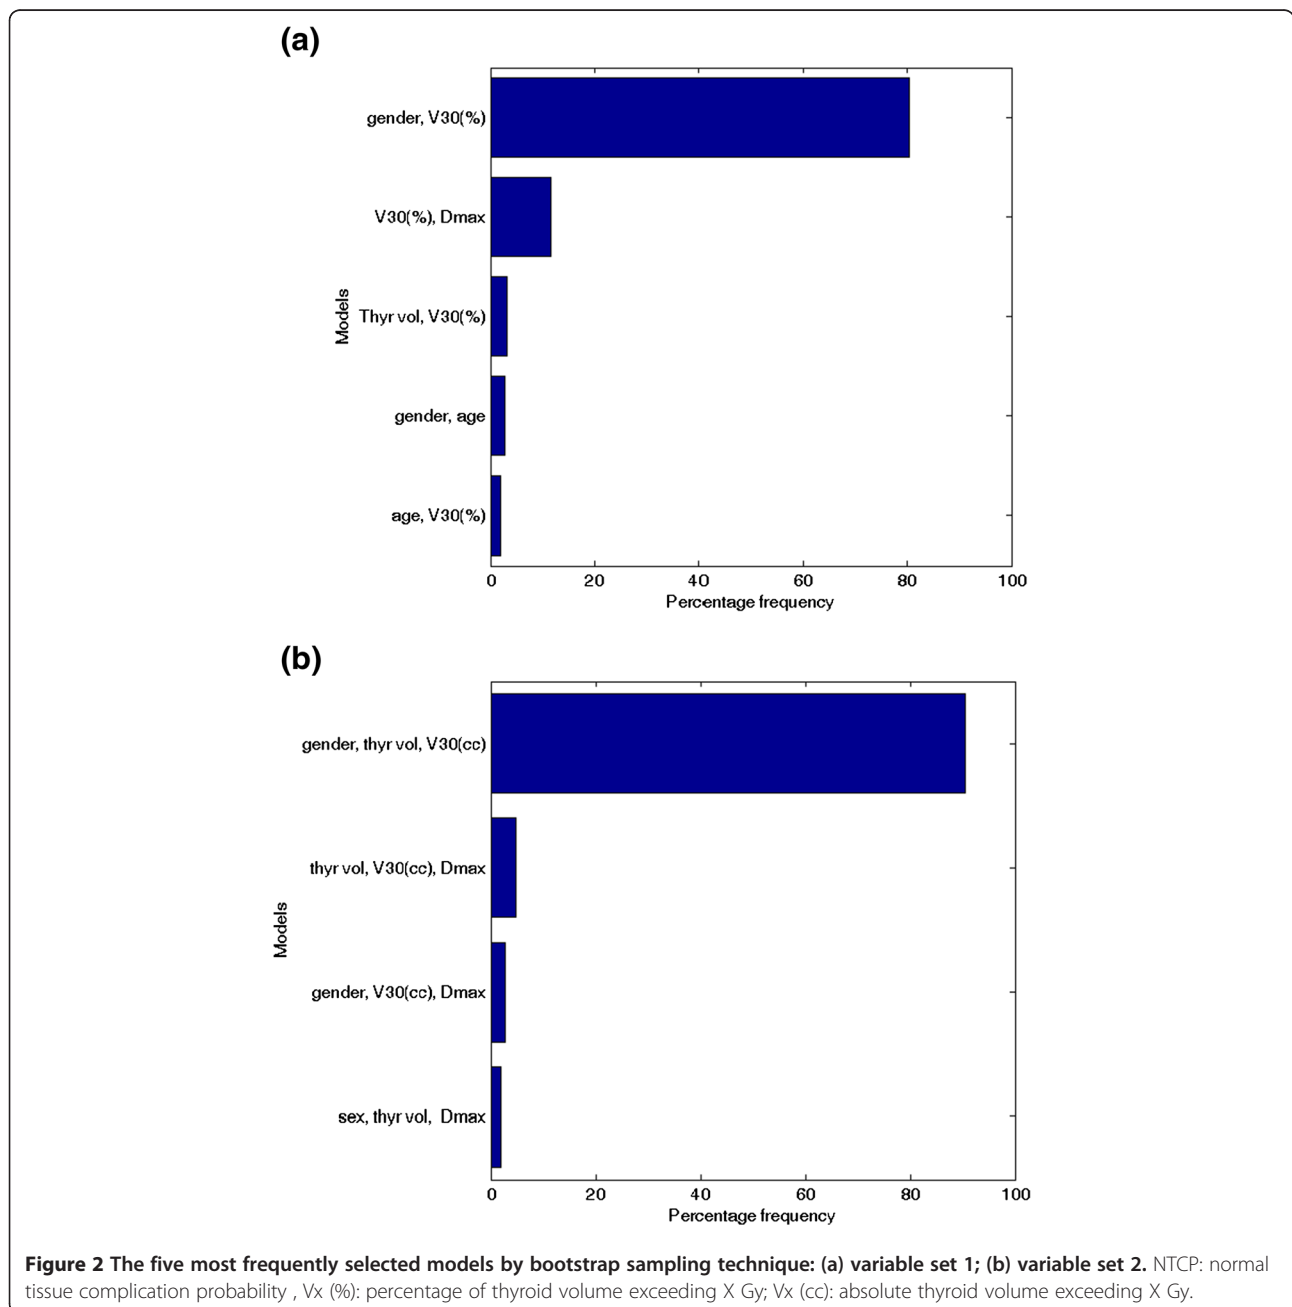 (a)
gender, V30(%)
V30(%), Dmax
Thyr vol, V30(%)
gender, age
age, V30(%)
Models
0 20 40 60 80 100
Percentage frequency
(b)
gender, thyr vol, V30(cc)
thyr vol, V30(cc), Dmax
gender, V30(cc), Dmax
sex, thyr vol, Dmax
Models
0 20 40 60 80 100
Percentage frequency
Figure 2 The five most frequently selected models by bootstrap sampling technique: (a) variable set 1; (b) variable set 2. NTCP: normal
tissue complication probability , Vx (%): percentage of thyroid volume exceeding X Gy; Vx (cc): absolute thyroid volume exceeding X Gy.